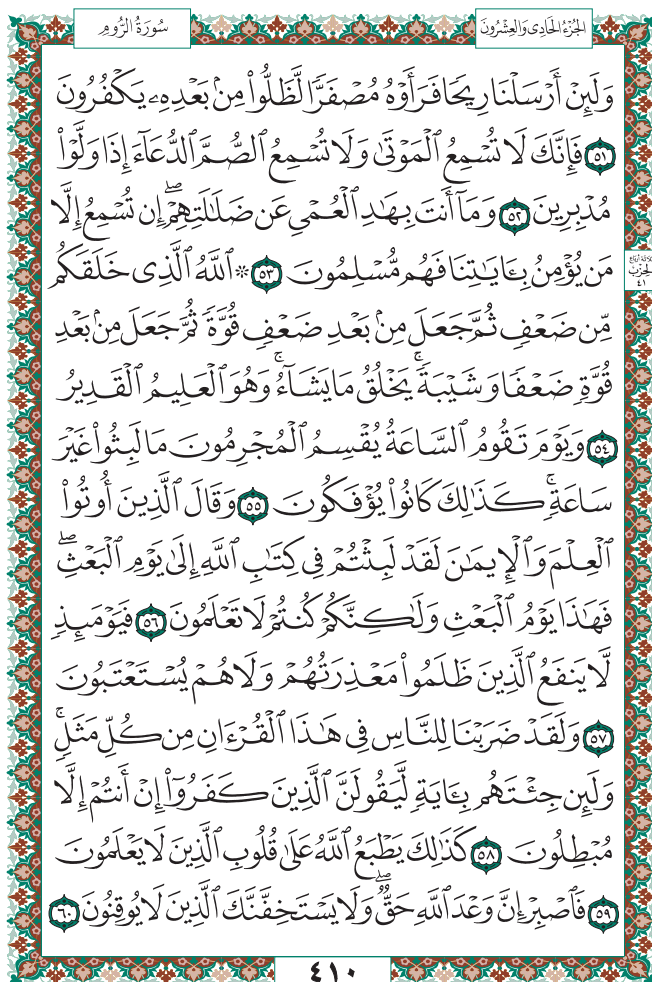 الجُزْءُ الحَادِي وَالعِشْرُونَ
سُورَةُ الرُّومِ
وَلَئِنْ أَرْسَلْنَا رِيحًا فَرَأَوْهُ مُصْفَرًّا لَّظَلُّوا۟ مِنۢ بَعْدِهِۦ يَكْفُرُونَ
٥١ فَإِنَّكَ لَا تُسْمِعُ ٱلْمَوْتَىٰ وَلَا تُسْمِعُ ٱلصُّمَّ ٱلدُّعَآءَ إِذَا وَلَّوْا۟
مُدْبِرِينَ ٥٢ وَمَآ أَنتَ بِهَـٰدِ ٱلْعُمْىِ عَن ضَلَـٰلَتِهِمْ ۖ إِن تُسْمِعُ إِلَّا
مَن يُؤْمِنُ بِـَٔايَـٰتِنَا فَهُم مُّسْلِمُونَ ٥٣ * ٱللَّهُ ٱلَّذِى خَلَقَكُم
الحِزْب
٤١
مِّن ضَعْفٍ ثُمَّ جَعَلَ مِنۢ بَعْدِ ضَعْفٍ قُوَّةً ثُمَّ جَعَلَ مِنۢ بَعْدِ
قُوَّةٍ ضَعْفًا وَشَيْبَةً ۚ يَخْلُقُ مَا يَشَآءُ ۚ وَهُوَ ٱلْعَلِيمُ ٱلْقَدِيرُ
٥٤ وَيَوْمَ تَقُومُ ٱلسَّاعَةُ يُقْسِمُ ٱلْمُجْرِمُونَ مَا لَبِثُوا۟ غَيْرَ
سَاعَةٍ ۚ كَذَٰلِكَ كَانُوا۟ يُؤْفَكُونَ ٥٥ وَقَالَ ٱلَّذِينَ أُوتُوا۟
ٱلْعِلْمَ وَٱلْإِيمَـٰنَ لَقَدْ لَبِثْتُمْ فِى كِتَـٰبِ ٱللَّهِ إِلَىٰ يَوْمِ ٱلْبَعْثِ ۖ
فَهَـٰذَا يَوْمُ ٱلْبَعْثِ وَلَـٰكِنَّكُمْ كُنتُمْ لَا تَعْلَمُونَ ٥٦ فَيَوْمَئِذٍ
لَّا يَنفَعُ ٱلَّذِينَ ظَلَمُوا۟ مَعْذِرَتُهُمْ وَلَا هُمْ يُسْتَعْتَبُونَ
٥٧ وَلَقَدْ ضَرَبْنَا لِلنَّاسِ فِى هَـٰذَا ٱلْقُرْءَانِ مِن كُلِّ مَثَلٍ ۚ
وَلَئِن جِئْتَهُم بِـَٔايَةٍ لَّيَقُولَنَّ ٱلَّذِينَ كَفَرُوٓا۟ إِنْ أَنتُمْ إِلَّا
مُبْطِلُونَ ٥٨ كَذَٰلِكَ يَطْبَعُ ٱللَّهُ عَلَىٰ قُلُوبِ ٱلَّذِينَ لَا يَعْلَمُونَ
٥٩ فَٱصْبِرْ إِنَّ وَعْدَ ٱللَّهِ حَقٌّ ۖ وَلَا يَسْتَخِفَّنَّكَ ٱلَّذِينَ لَا يُوقِنُونَ ٦٠
٤١٠